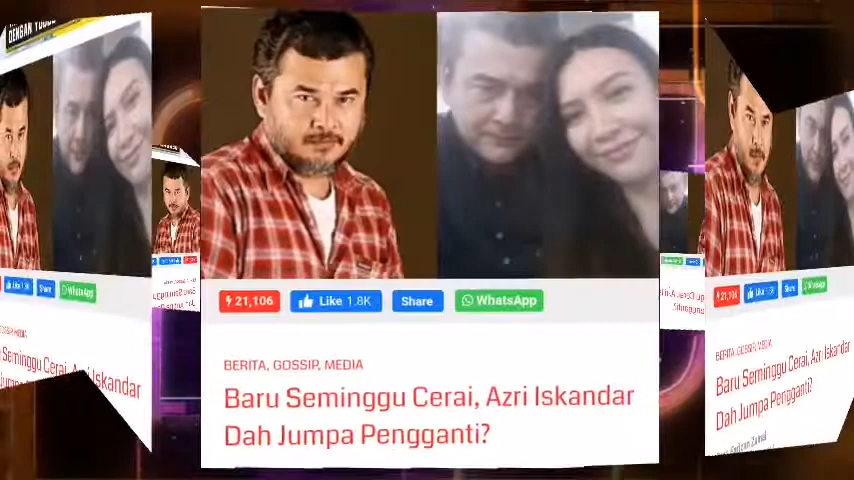 21,106
Like 1.8K
Share
WhatsApp
BERITA, GOSSIP, MEDIA
Baru Seminggu Cerai, Azri Iskandar
Dah Jumpa Pengganti?